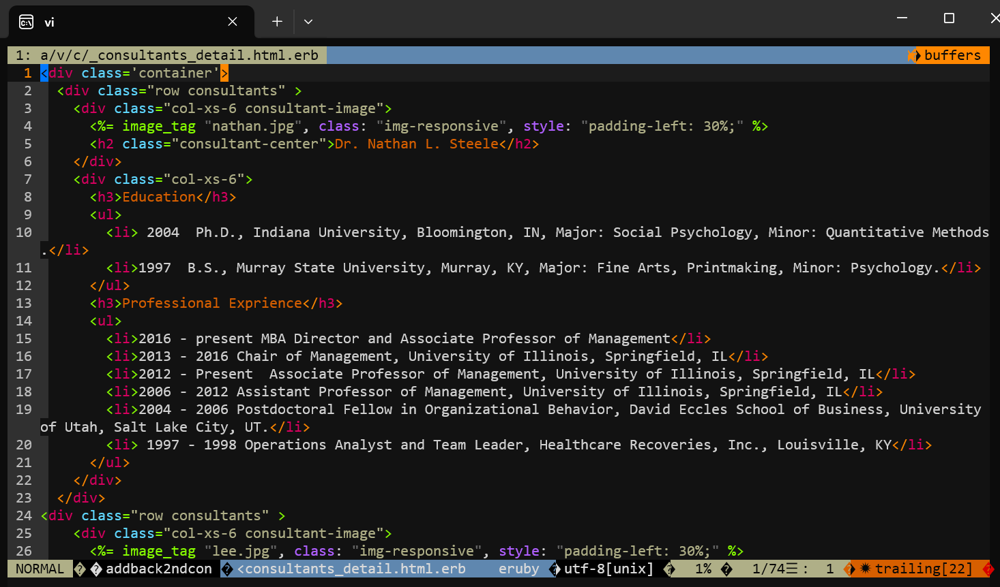 vi
1: a/v/c/_consultants_detail.html.erb buffers
1 <div class='container'>
2 <div class="row consultants" >
3 <div class="col-xs-6 consultant-image">
4 <%= image_tag "nathan.jpg", class: "img-responsive", style: "padding-left: 30%;" %>
5 <h2 class="consultant-center">Dr. Nathan L. Steele</h2>
6 </div>
7 <div class="col-xs-6">
8 <h3>Education</h3>
9 <ul>
10 <li> 2004  Ph.D., Indiana University, Bloomington, IN, Major: Social Psychology, Minor: Quantitative Methods
.</li>
11 <li>1997  B.S., Murray State University, Murray, KY, Major: Fine Arts, Printmaking, Minor: Psychology.</li>
12 </ul>
13 <h3>Professional Exprience</h3>
14 <ul>
15 <li>2016 - present MBA Director and Associate Professor of Management</li>
16 <li>2013 - 2016 Chair of Management, University of Illinois, Springfield, IL</li>
17 <li>2012 - Present  Associate Professor of Management, University of Illinois, Springfield, IL</li>
18 <li>2006 - 2012 Assistant Professor of Management, University of Illinois, Springfield, IL</li>
19 <li>2004 - 2006 Postdoctoral Fellow in Organizational Behavior, David Eccles School of Business, University
of Utah, Salt Lake City, UT.</li>
20 <li> 1997 - 1998 Operations Analyst and Team Leader, Healthcare Recoveries, Inc., Louisville, KY</li>
21 </ul>
22 </div>
23 </div>
24 <div class="row consultants" >
25 <div class="col-xs-6 consultant-image">
26 <%= image_tag "lee.jpg", class: "img-responsive", style: "padding-left: 30%;" %>
NORMAL � � addback2ndcon � <consultants_detail.html.erb eruby � utf-8[unix] � 1% � 1/74☰: 1 � ✹ trailing[22] �